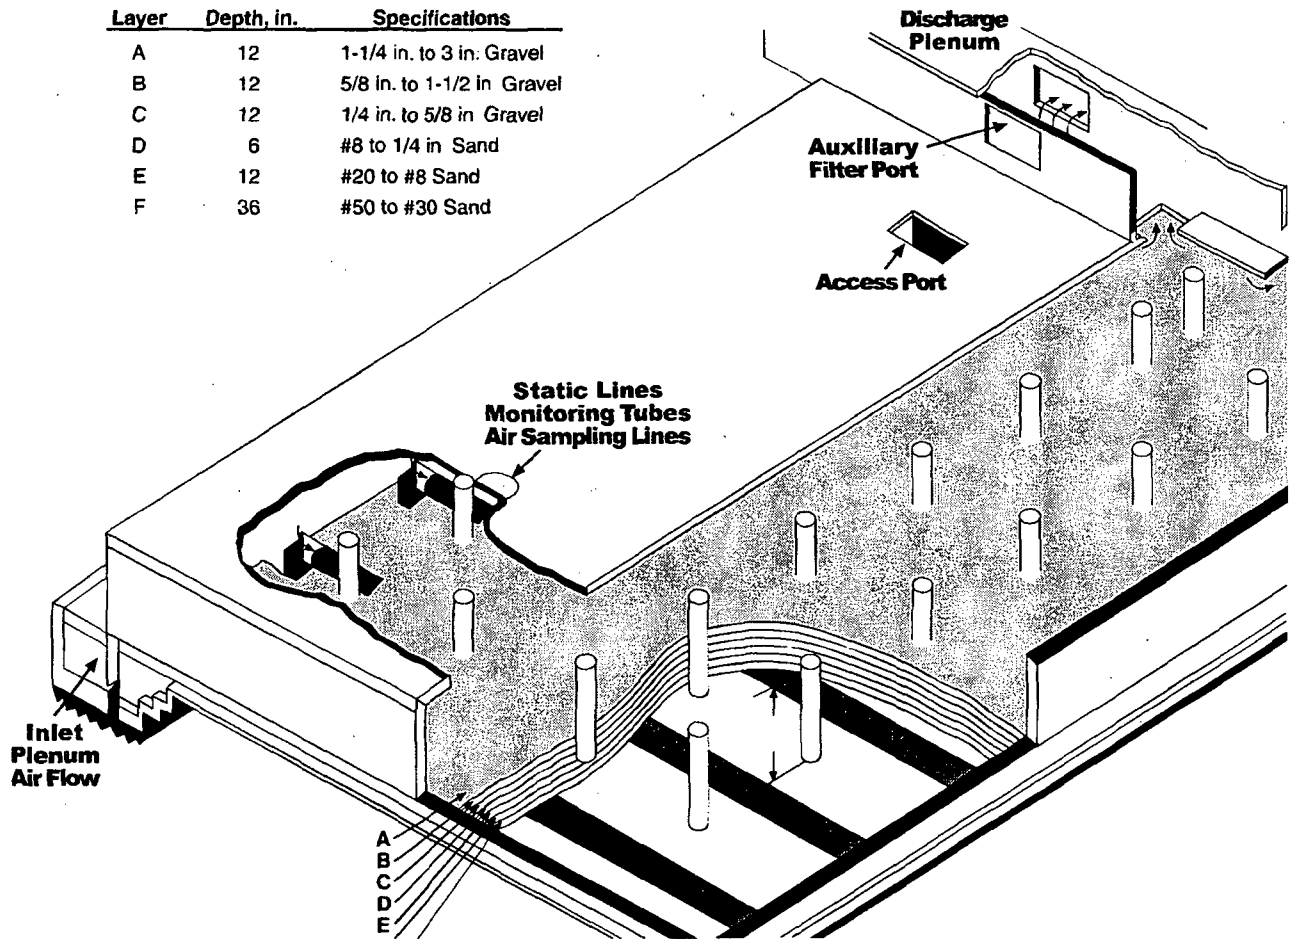 Layer Depth, in. Specifications
A 12 1-1/4 in. to 3 in. Gravel
B 12 5/8 in. to 1-1/2 in Gravel
C 12 1/4 in. to 5/8 in Gravel
D 6 #8 to 1/4 in Sand
E 12 #20 to #8 Sand
F 36 #50 to #30 Sand
Discharge
Plenum
Auxiliary
Filter Port
Access Port
Static Lines
Monitoring Tubes
Air Sampling Lines
Inlet
Plenum
Air Flow
A
B
C
D
E